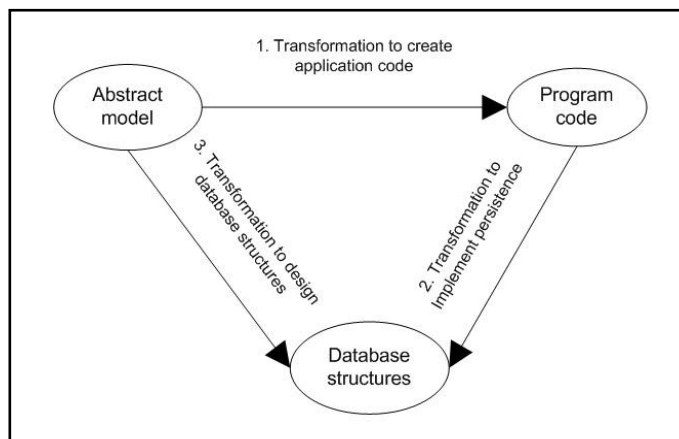 1. Transformation to create
application code
Abstract
model
Program
code
3. Transformation to design
database structures
2. Transformation to
Implement persistence
Database
structures